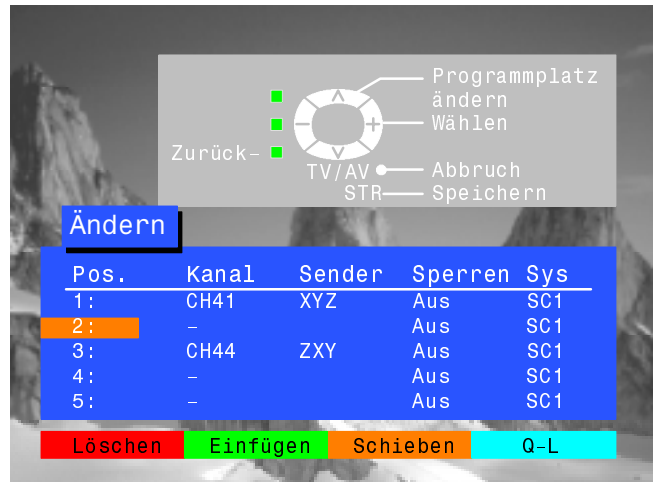 Programmplatz
ändern
Wählen
Zurück–
TV/AV Abbruch
STR Speichern
Ändern
Pos. Kanal Sender Sperren Sys
1: CH41 XYZ Aus SC1
2: – Aus SC1
3: CH44 ZXY Aus SC1
4: – Aus SC1
5: – Aus SC1
Löschen Einfügen Schieben Q–L